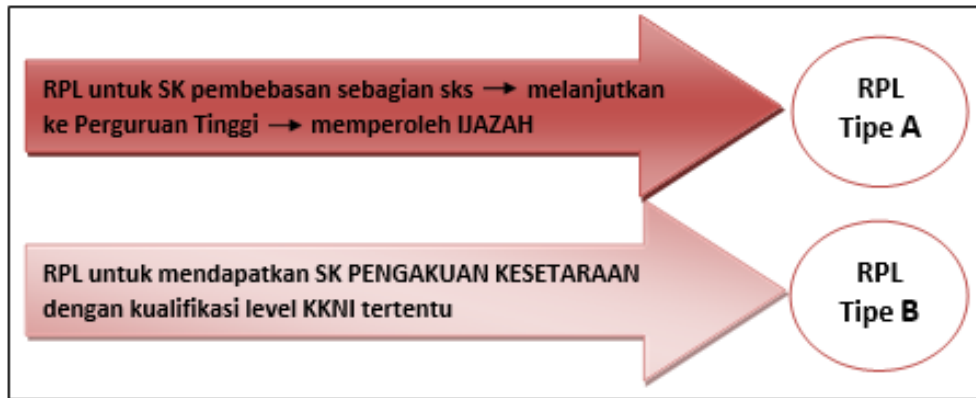 RPL untuk SK pembebasan sebagian sks → melanjutkan
ke Perguruan Tinggi → memperoleh IJAZAH
RPL
Tipe A
RPL untuk mendapatkan SK PENGAKUAN KESETARAAN
dengan kualifikasi level KKNI tertentu
RPL
Tipe B